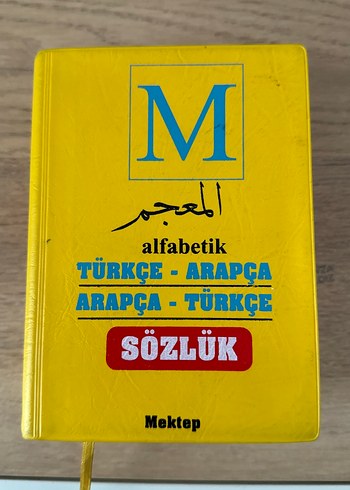 M
المعجم
alfabetik
TÜRKÇE - ARAPÇA
ARAPÇA - TÜRKÇE
SÖZLÜK
Mektep